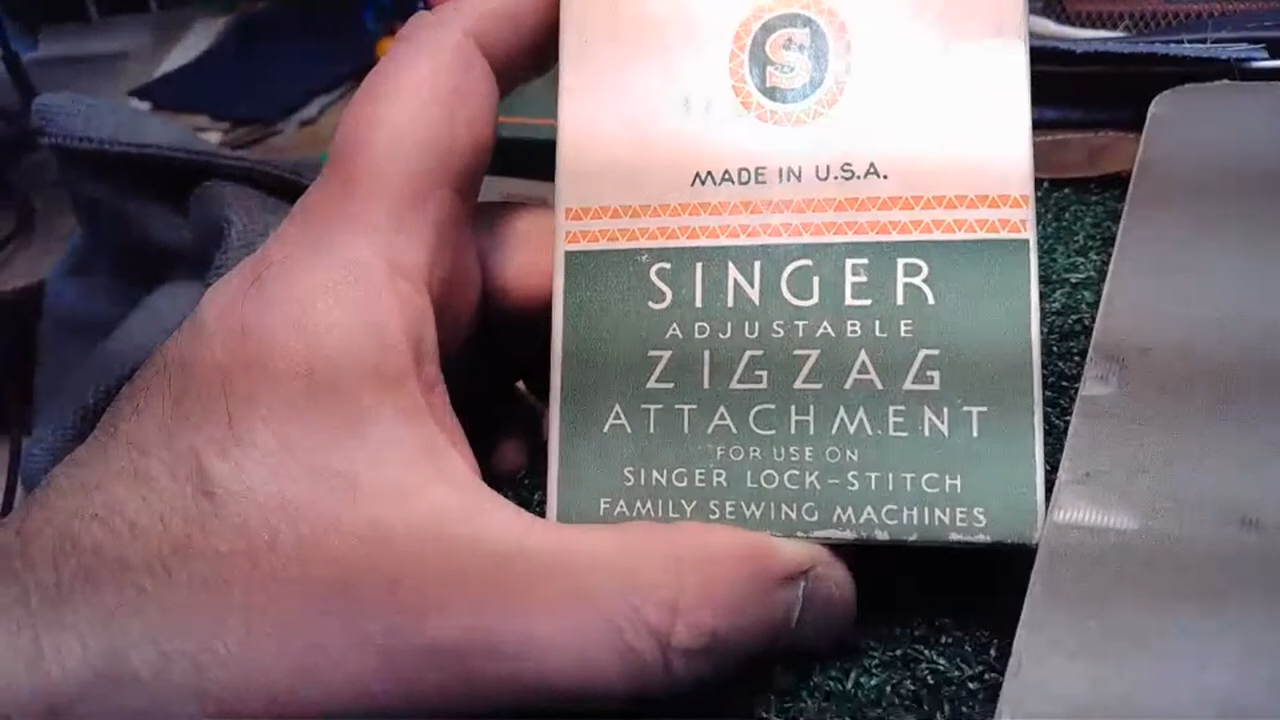 S
MADE IN U.S.A.
SINGER
ADJUSTABLE
ZIGZAG
ATTACHMENT
FOR USE ON
SINGER LOCK-STITCH
FAMILY SEWING MACHINES